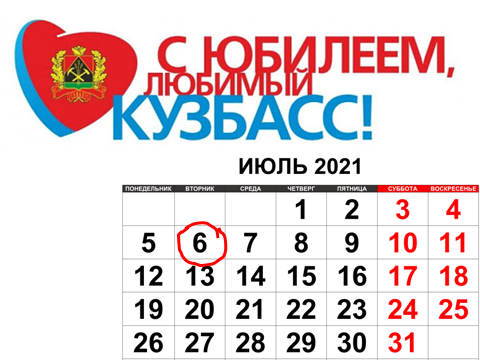 С ЮБИЛЕЕМ,
ЛЮБИМЫЙ
КУЗБАСС!
ИЮЛЬ 2021
ПОНЕДЕЛЬНИК ВТОРНИК СРЕДА ЧЕТВЕРГ ПЯТНИЦА СУББОТА ВОСКРЕСЕНЬЕ
1 2 3 4
5 6 7 8 9 10 11
12 13 14 15 16 17 18
19 20 21 22 23 24 25
26 27 28 29 30 31